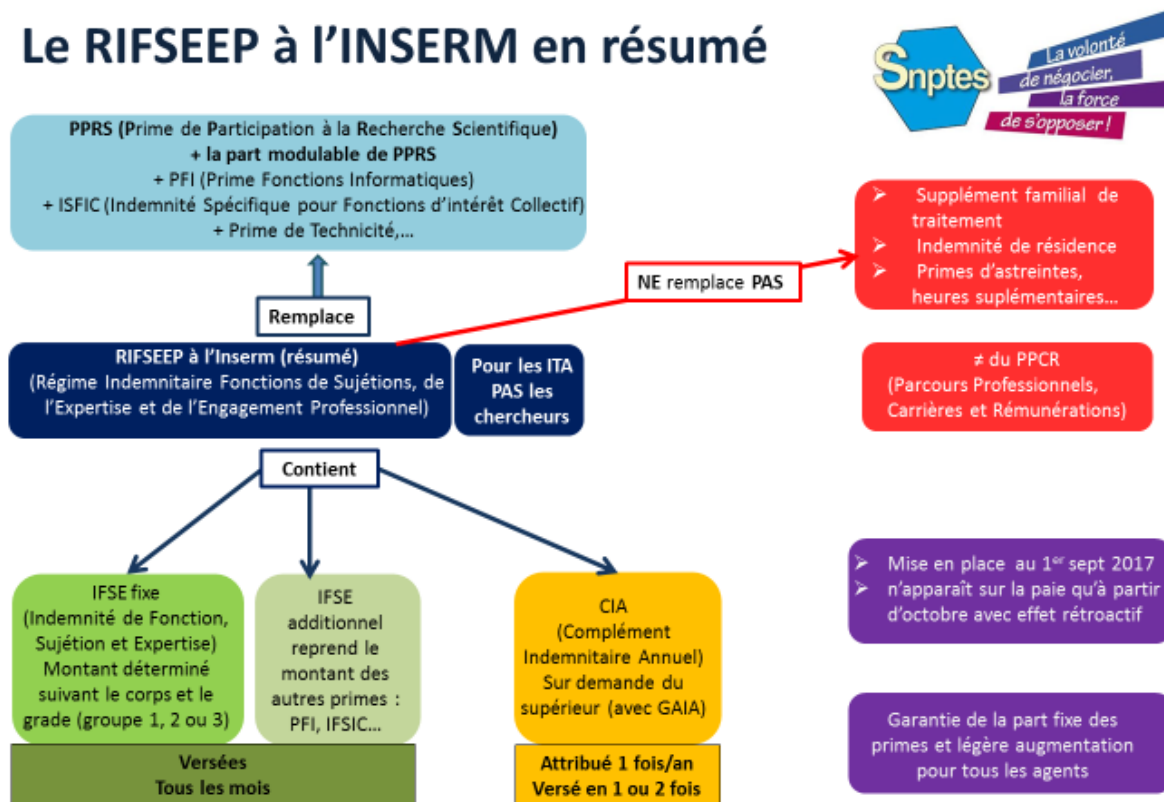 Le RIFSEEP à l'INSERM en résumé
Snptes
La volonté
de négocier,
la force
de s'opposer !
PPRS (Prime de Participation à la Recherche Scientifique)
+ la part modulable de PPRS
+ PFI (Prime Fonctions Informatiques)
+ ISFIC (Indemnité Spécifique pour Fonctions d'intérêt Collectif)
+ Prime de Technicité,...
➢ Supplément familial de
traitement
➢ Indemnité de résidence
➢ Primes d'astreintes,
heures suplémentaires...
NE remplace PAS
Remplace
RIFSEEP à l'Inserm (résumé)
(Régime Indemnitaire Fonctions de Sujétions, de
l'Expertise et de l'Engagement Professionnel)
Pour les ITA
PAS les
chercheurs
≠ du PPCR
(Parcours Professionnels,
Carrières et Rémunérations)
Contient
IFSE fixe
(Indemnité de Fonction,
Sujétion et Expertise)
Montant déterminé
suivant le corps et le
grade (groupe 1, 2 ou 3)
IFSE
additionnel
reprend le
montant des
autres primes :
PFI, IFSIC...
Versées
Tous les mois
CIA
(Complément
Indemnitaire Annuel)
Sur demande du
supérieur (avec GAIA)
Attribué 1 fois/an
Versé en 1 ou 2 fois
➢ Mise en place au 1er sept 2017
➢ n'apparaît sur la paie qu'à partir
d'octobre avec effet rétroactif
Garantie de la part fixe des
primes et légère augmentation
pour tous les agents